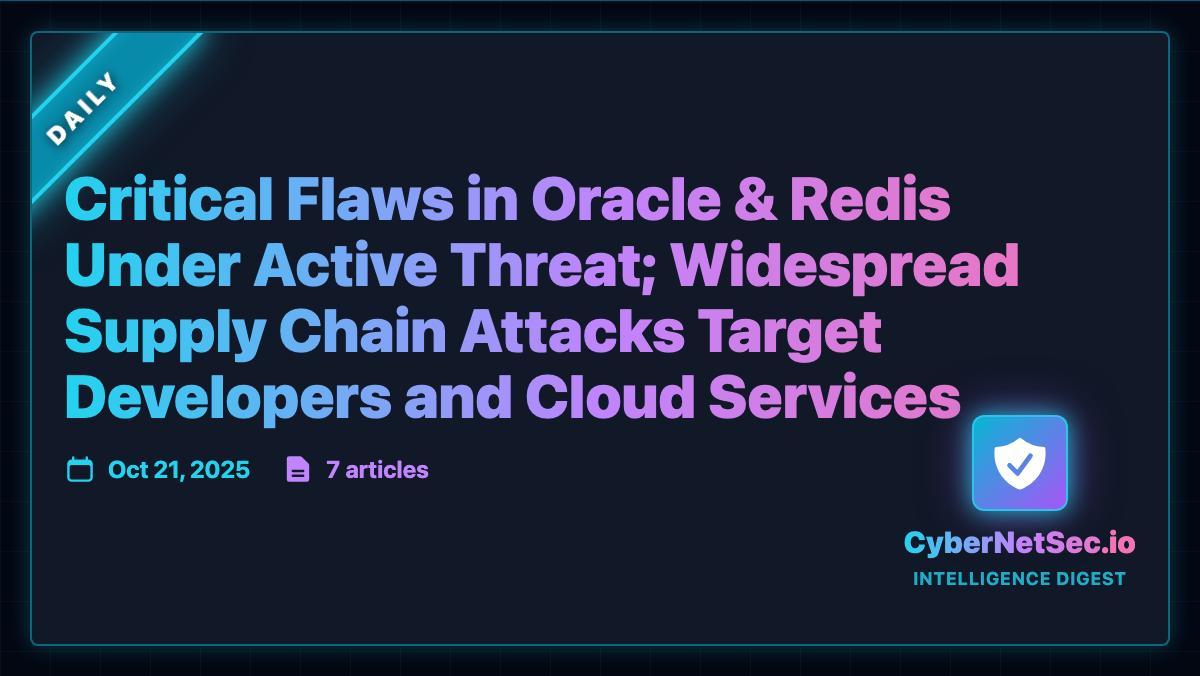 DAILY
Critical Flaws in Oracle & Redis
Under Active Threat; Widespread
Supply Chain Attacks Target
Developers and Cloud Services
Oct 21, 2025
7 articles
CyberNetSec.io
INTELLIGENCE DIGEST